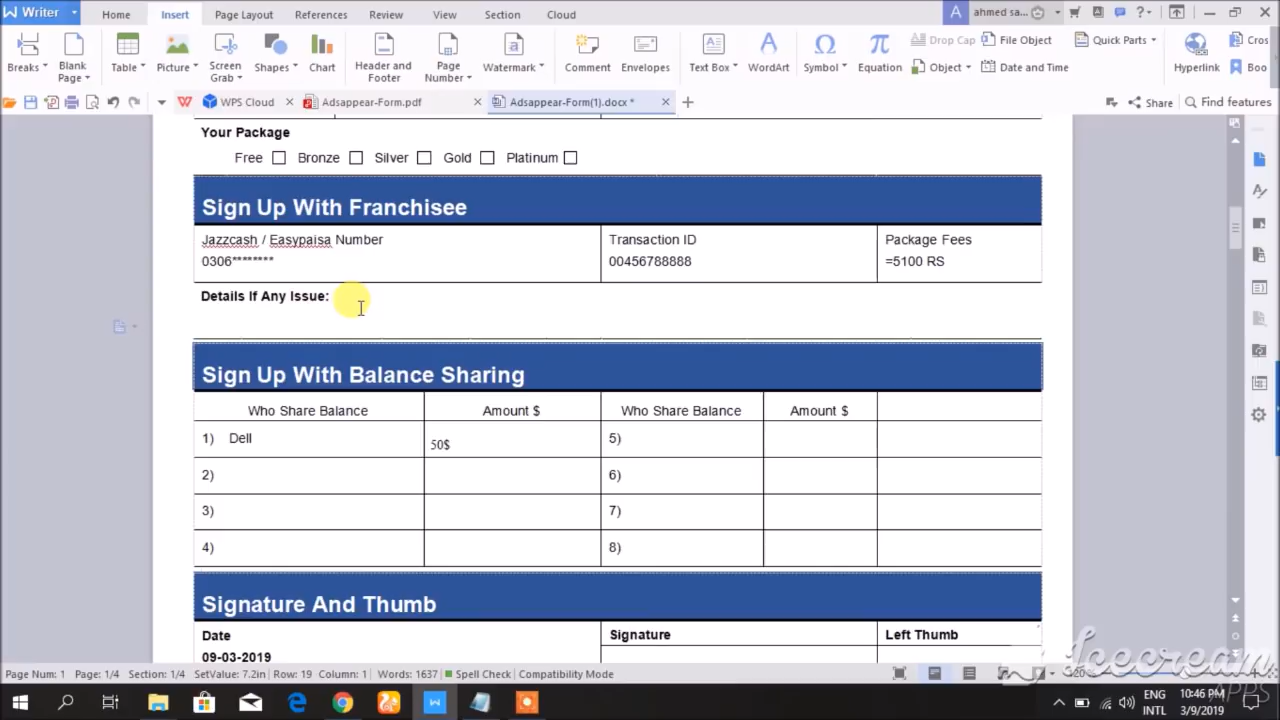 Writer Home Insert Page Layout References Review View Section Cloud A ahmed sa... ?
Breaks Blank Page Table Picture Screen Grab Shapes Chart Header and Footer Page Number Watermark Comment Envelopes Text Box WordArt Symbol Equation Drop Cap File Object Quick Parts Object Date and Time Hyperlink Cros Boo
WPS Cloud Adsappear-Form.pdf Adsappear-Form(1).docx * Share Find features
Your Package
Free Bronze Silver Gold Platinum
Sign Up With Franchisee
Jazzcash / Easypaisa Number Transaction ID Package Fees
0306******** 00456788888 =5100 RS
Details If Any Issue:
Sign Up With Balance Sharing
Who Share Balance Amount $ Who Share Balance Amount $
1) Dell 50$ 5)
2) 6)
3) 7)
4) 8)
Signature And Thumb
Date Signature Left Thumb
09-03-2019
Page Num: 1 Page: 1/4 Section: 1/4 SetValue: 7.2in Row: 19 Column: 1 Words: 1637 Spell Check Compatibility Mode
Icecream
APPS
ENG 10:46 PM
INTL 3/9/2019